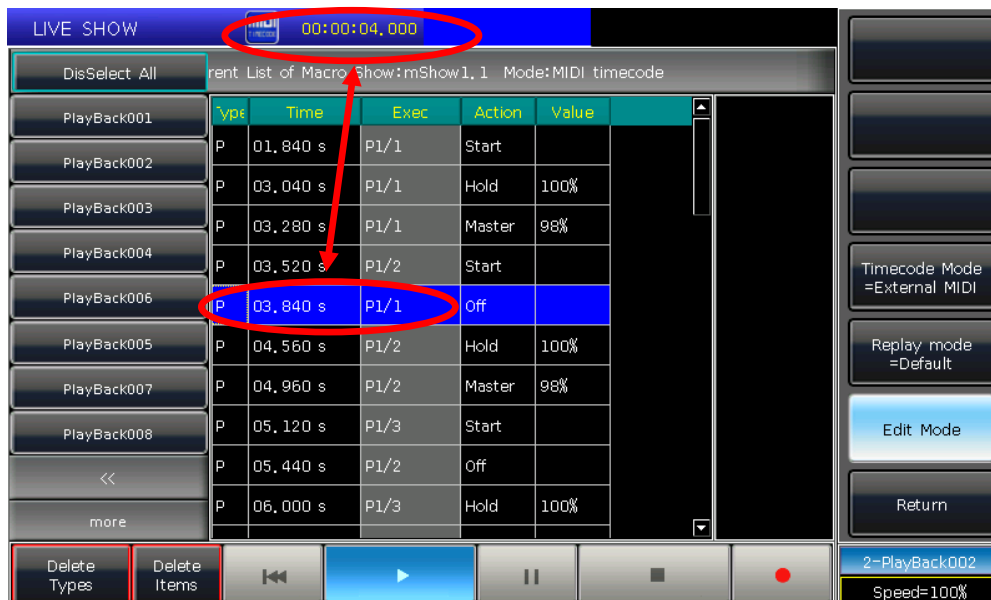 LIVE SHOW
MIDI
TIMECODE
00:00:04.000
DisSelect All
rent List of Macro Show:mShow1.1 Mode:MIDI timecode
PlayBack001
PlayBack002
PlayBack003
PlayBack004
PlayBack006
PlayBack005
PlayBack007
PlayBack008
<<
more
Type Time Exec Action Value
P 01.840 s P1/1 Start
P 03.040 s P1/1 Hold 100%
P 03.280 s P1/1 Master 98%
P 03.520 s P1/2 Start
P 03.840 s P1/1 Off
P 04.560 s P1/2 Hold 100%
P 04.960 s P1/2 Master 98%
P 05.120 s P1/3 Start
P 05.440 s P1/2 Off
P 06.000 s P1/3 Hold 100%
Timecode Mode
=External MIDI
Replay mode
=Default
Edit Mode
Return
Delete
Types
Delete
Items
2-PlayBack002
Speed=100%